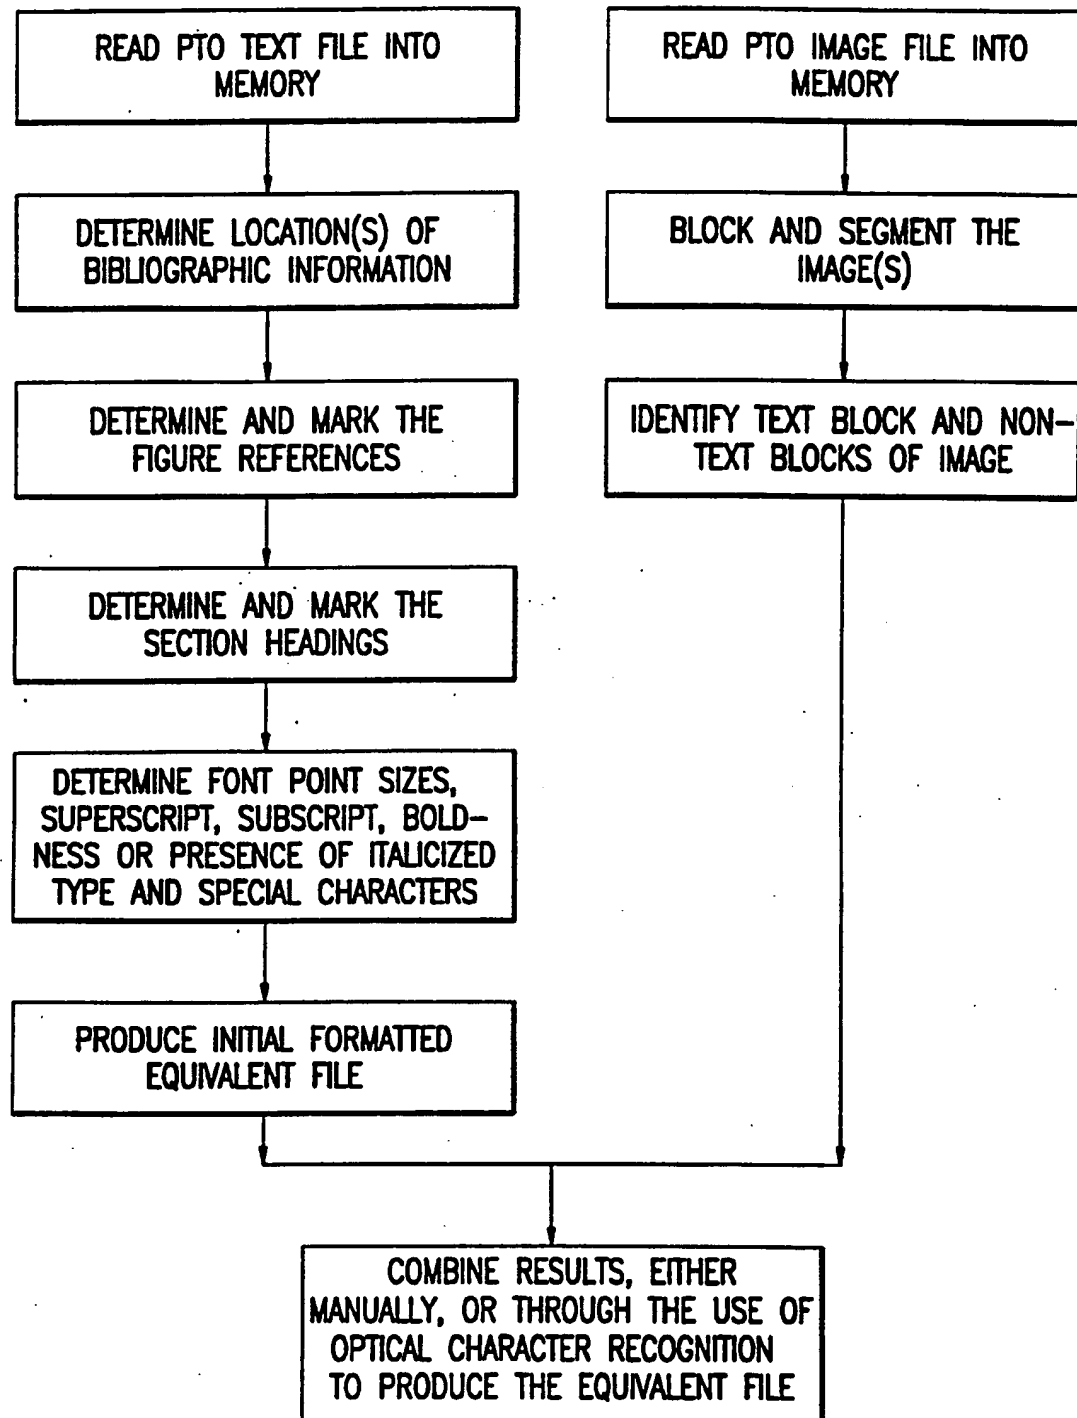 READ PTO TEXT FILE INTO
MEMORY
DETERMINE LOCATION(S) OF
BIBLIOGRAPHIC INFORMATION
DETERMINE AND MARK THE
FIGURE REFERENCES
DETERMINE AND MARK THE
SECTION HEADINGS
DETERMINE FONT POINT SIZES,
SUPERSCRIPT, SUBSCRIPT, BOLD-
NESS OR PRESENCE OF ITALICIZED
TYPE AND SPECIAL CHARACTERS
PRODUCE INITIAL FORMATTED
EQUIVALENT FILE
READ PTO IMAGE FILE INTO
MEMORY
BLOCK AND SEGMENT THE
IMAGE(S)
IDENTIFY TEXT BLOCK AND NON-
TEXT BLOCKS OF IMAGE
COMBINE RESULTS, EITHER
MANUALLY, OR THROUGH THE USE OF
OPTICAL CHARACTER RECOGNITION
TO PRODUCE THE EQUIVALENT FILE